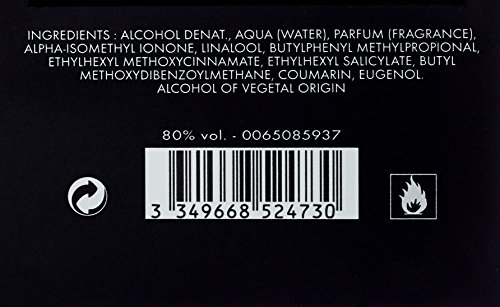 INGREDIENTS : ALCOHOL DENAT., AQUA (WATER), PARFUM (FRAGRANCE),
ALPHA-ISOMETHYL IONONE, LINALOOL, BUTYLPHENYL METHYLPROPIONAL,
ETHYLHEXYL METHOXYCINNAMATE, ETHYLHEXYL SALICYLATE, BUTYL
METHOXYDIBENZOYLMETHANE, COUMARIN, EUGENOL.
ALCOHOL OF VEGETAL ORIGIN
80% vol. - 0065085937
3 349668 524730